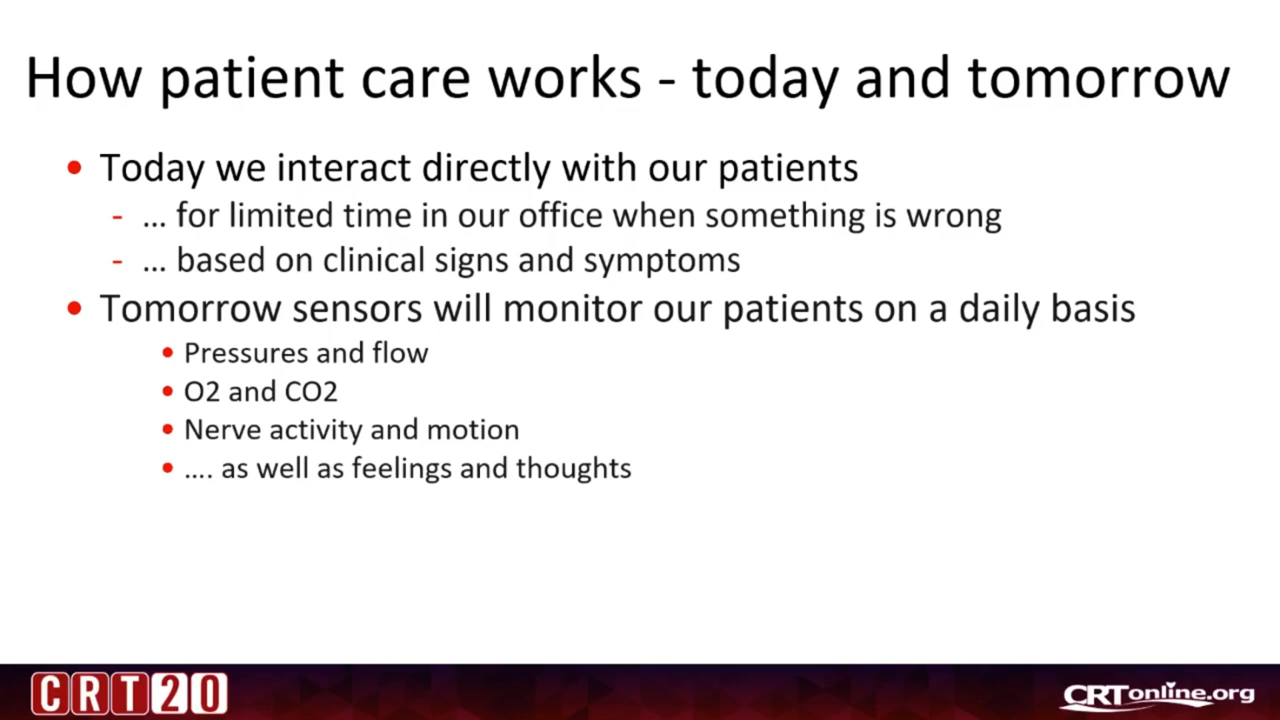 How patient care works - today and tomorrow
• Today we interact directly with our patients
- ... for limited time in our office when something is wrong
- ... based on clinical signs and symptoms
• Tomorrow sensors will monitor our patients on a daily basis
• Pressures and flow
• O2 and CO2
• Nerve activity and motion
• .... as well as feelings and thoughts
CRT20
CRTonline.org